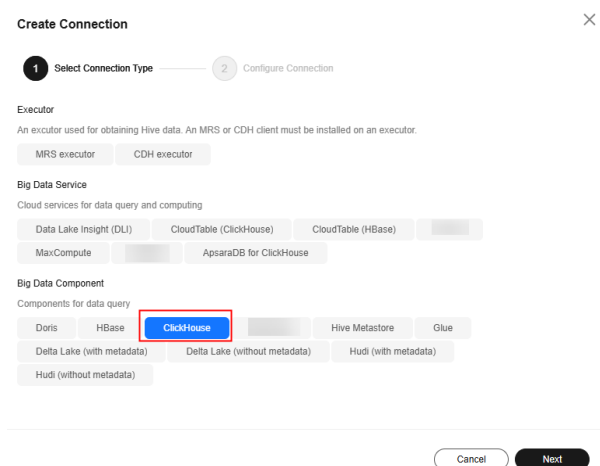 Create Connection
1 Select Connection Type 2 Configure Connection
Executor
An excutor used for obtaining Hive data. An MRS or CDH client must be installed on an executor.
MRS executor CDH executor
Big Data Service
Cloud services for data query and computing
Data Lake Insight (DLI) CloudTable (ClickHouse) CloudTable (HBase)
MaxCompute ApsaraDB for ClickHouse
Big Data Component
Components for data query
Doris HBase ClickHouse Hive Metastore Glue
Delta Lake (with metadata) Delta Lake (without metadata) Hudi (with metadata)
Hudi (without metadata)
Cancel Next